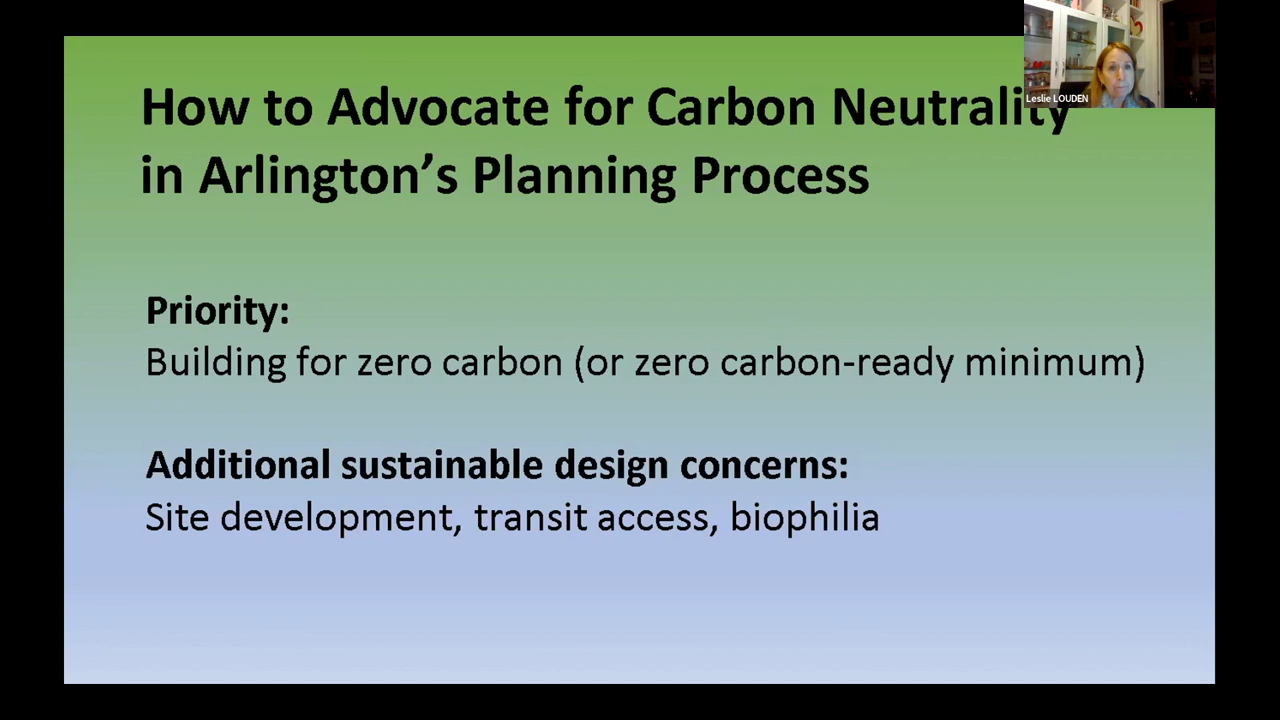 How to Advocate for Carbon Neutrality
in Arlington’s Planning Process
Leslie LOUDEN
Priority:
Building for zero carbon (or zero carbon-ready minimum)
Additional sustainable design concerns:
Site development, transit access, biophilia